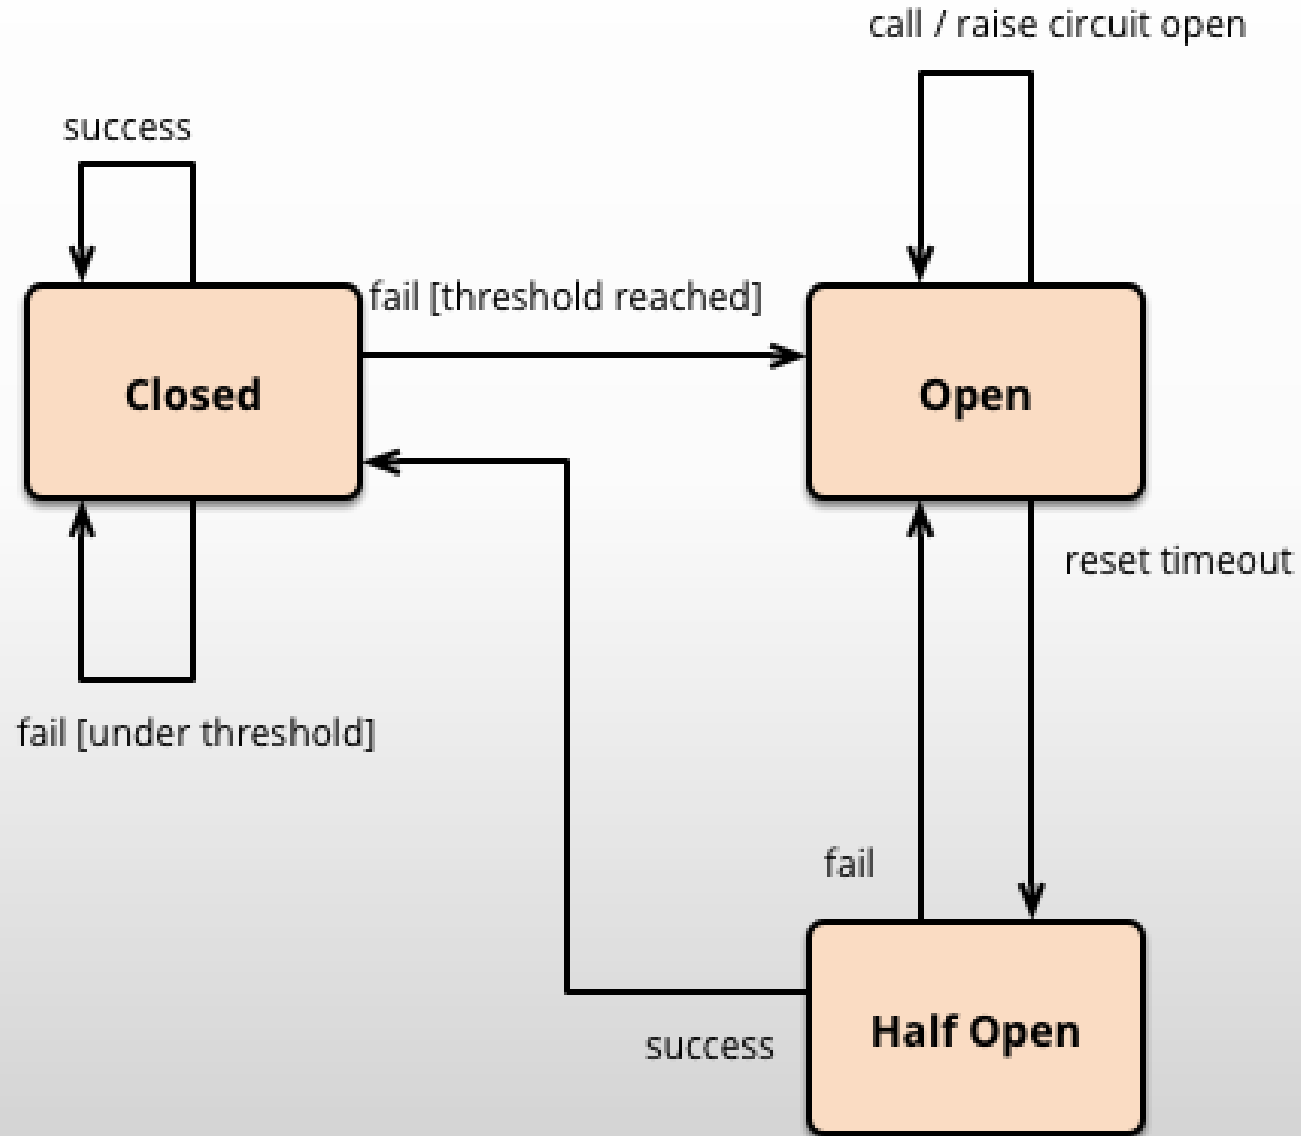 call / raise circuit open
success
fail [threshold reached]
Closed
Open
reset timeout
fail [under threshold]
fail
Half Open
success